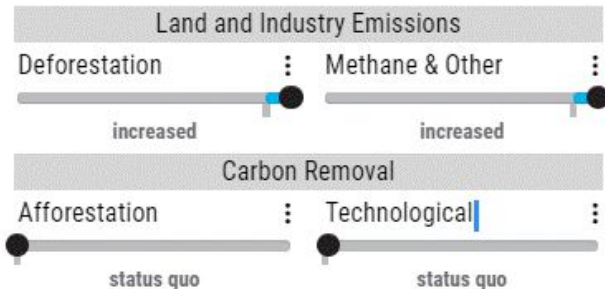 Land and Industry Emissions
Deforestation
Methane & Other
increased
increased
Carbon Removal
Afforestation
Technological
status quo
status quo